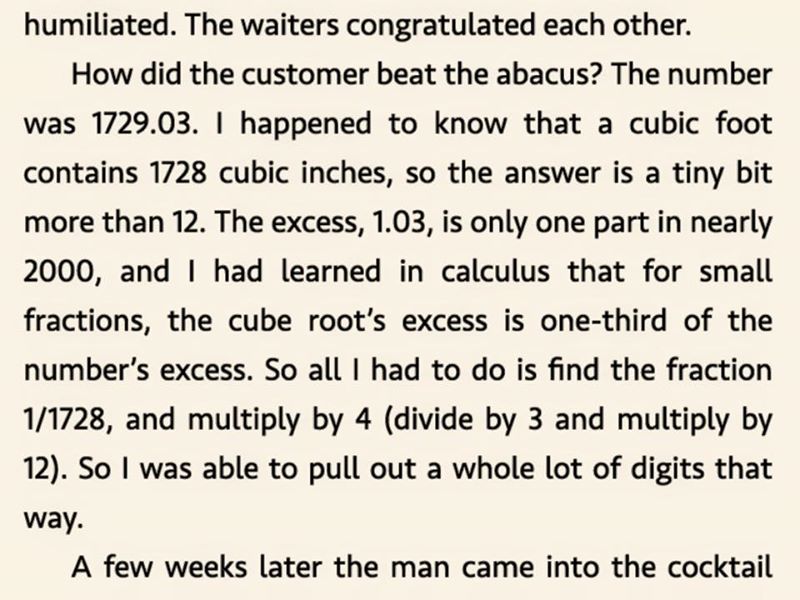 humiliated. The waiters congratulated each other.
How did the customer beat the abacus? The number
was 1729.03. I happened to know that a cubic foot
contains 1728 cubic inches, so the answer is a tiny bit
more than 12. The excess, 1.03, is only one part in nearly
2000, and I had learned in calculus that for small
fractions, the cube root’s excess is one-third of the
number’s excess. So all I had to do is find the fraction
1/1728, and multiply by 4 (divide by 3 and multiply by
12). So I was able to pull out a whole lot of digits that
way.
A few weeks later the man came into the cocktail